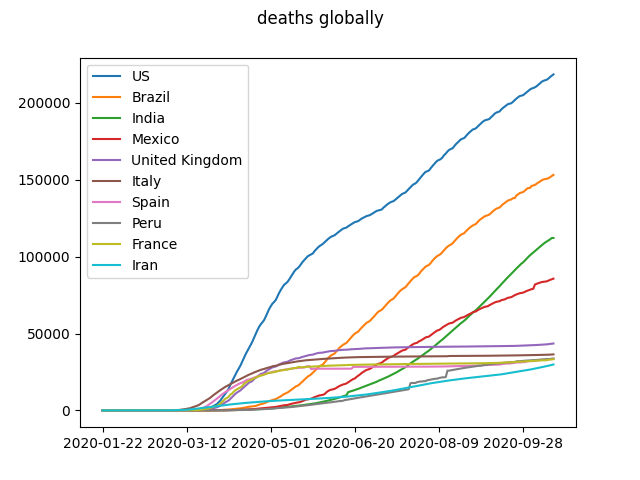 deaths globally
US
Brazil
India
Mexico
United Kingdom
Italy
Spain
Peru
France
Iran
200000
150000
100000
50000
0
2020-01-22 2020-03-12 2020-05-01 2020-06-20 2020-08-09 2020-09-28